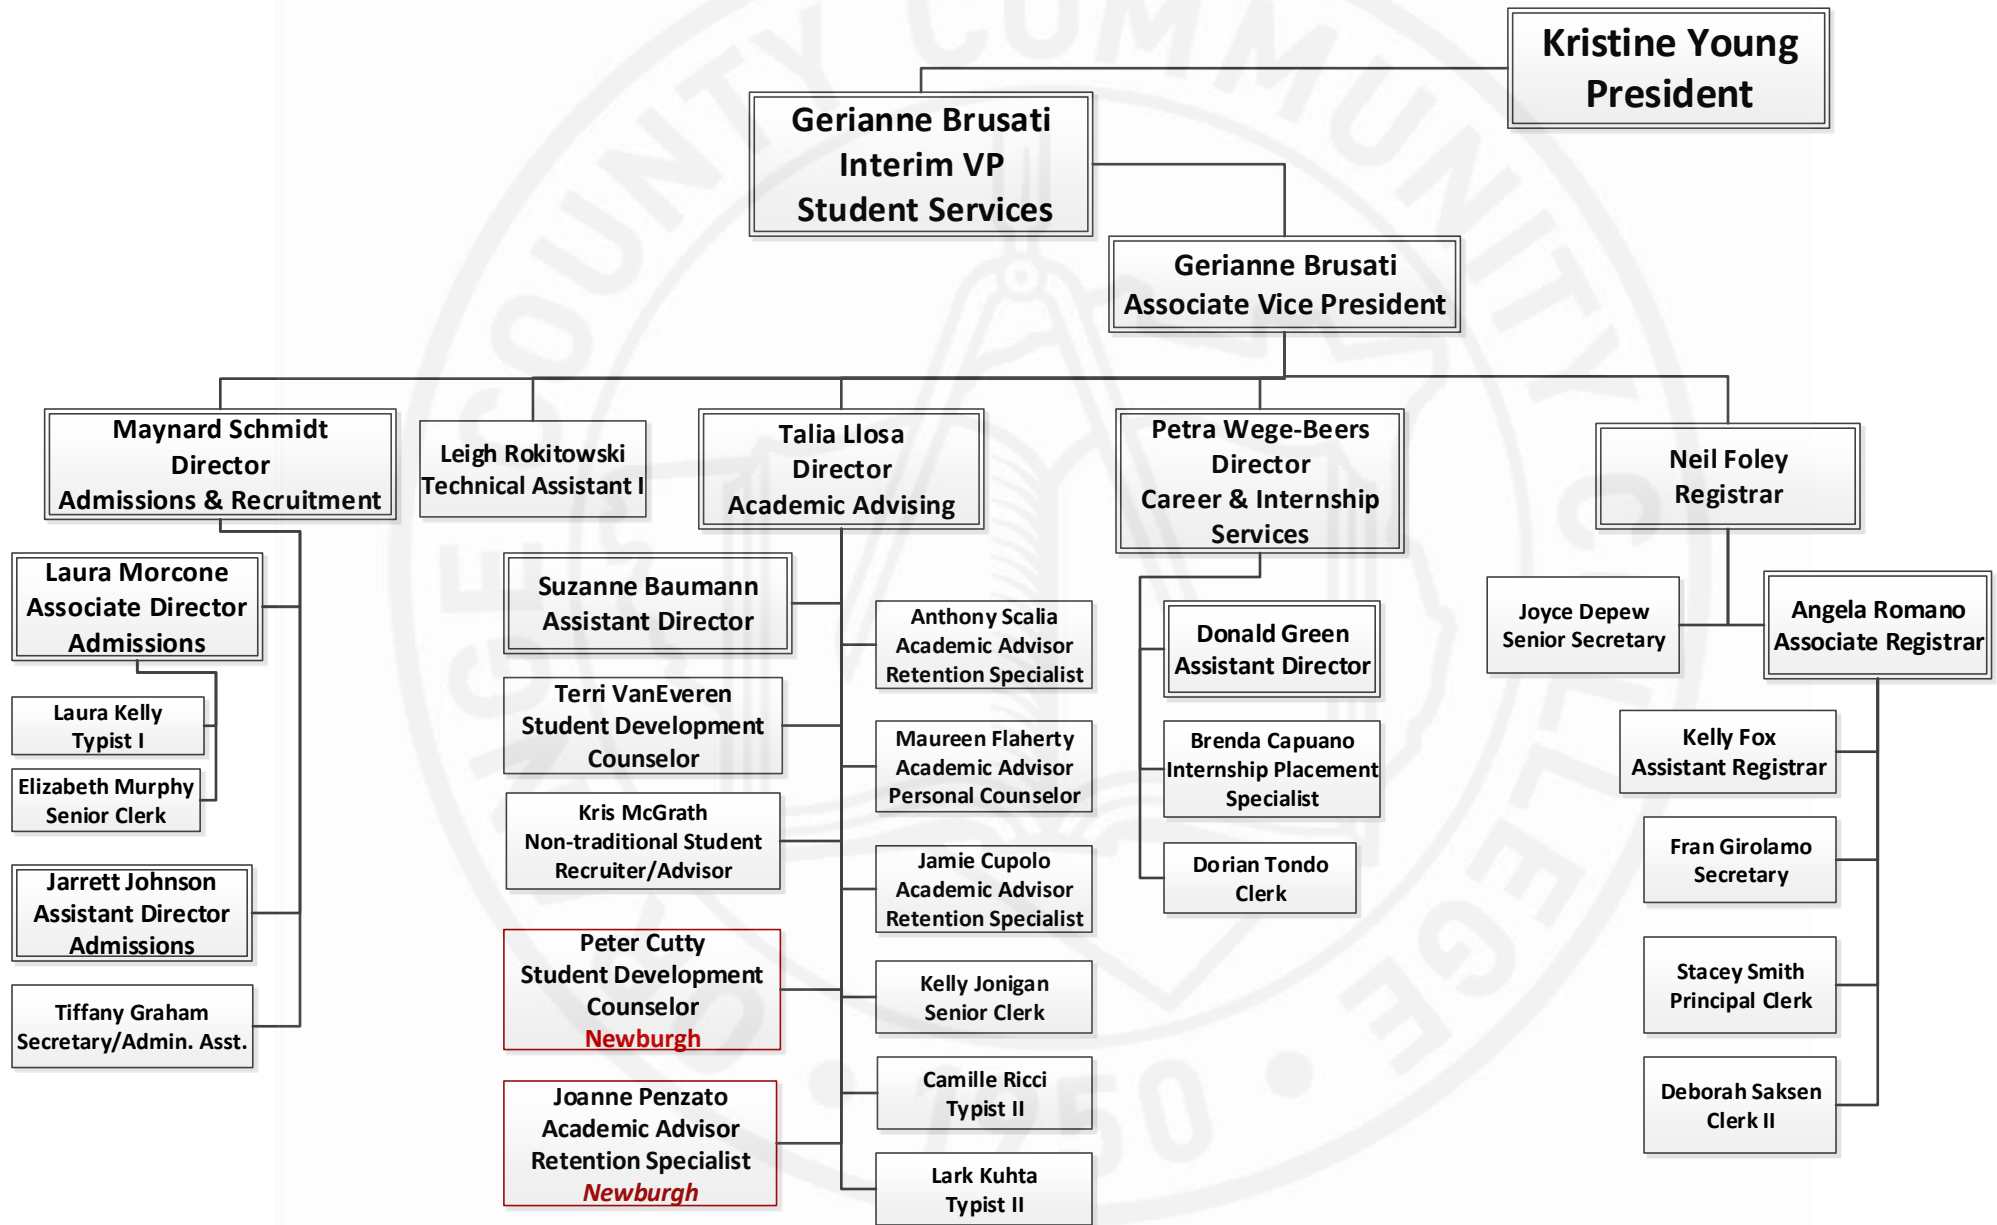 Kristine Young
President
Gerianne Brusati
Interim VP
Student Services
Gerianne Brusati
Associate Vice President
Maynard Schmidt
Director
Admissions & Recruitment
Leigh Rokitowski
Technical Assistant I
Talia Llosa
Director
Academic Advising
Petra Wege-Beers
Director
Career & Internship
Services
Neil Foley
Registrar
Laura Morcone
Associate Director
Admissions
Laura Kelly
Typist I
Elizabeth Murphy
Senior Clerk
Jarrett Johnson
Assistant Director
Admissions
Tiffany Graham
Secretary/Admin. Asst.
Suzanne Baumann
Assistant Director
Terri VanEveren
Student Development
Counselor
Kris McGrath
Non-traditional Student
Recruiter/Advisor
Peter Cutty
Student Development
Counselor
Newburgh
Joanne Penzato
Academic Advisor
Retention Specialist
Newburgh
Anthony Scalia
Academic Advisor
Retention Specialist
Maureen Flaherty
Academic Advisor
Personal Counselor
Jamie Cupolo
Academic Advisor
Retention Specialist
Kelly Jonigan
Senior Clerk
Camille Ricci
Typist II
Lark Kuhta
Typist II
Donald Green
Assistant Director
Brenda Capuano
Internship Placement
Specialist
Dorian Tondo
Clerk
Joyce Depew
Senior Secretary
Angela Romano
Associate Registrar
Kelly Fox
Assistant Registrar
Fran Girolamo
Secretary
Stacey Smith
Principal Clerk
Deborah Saksen
Clerk II
ORANGE COUNTY COMMUNITY COLLEGE
• 1950 •